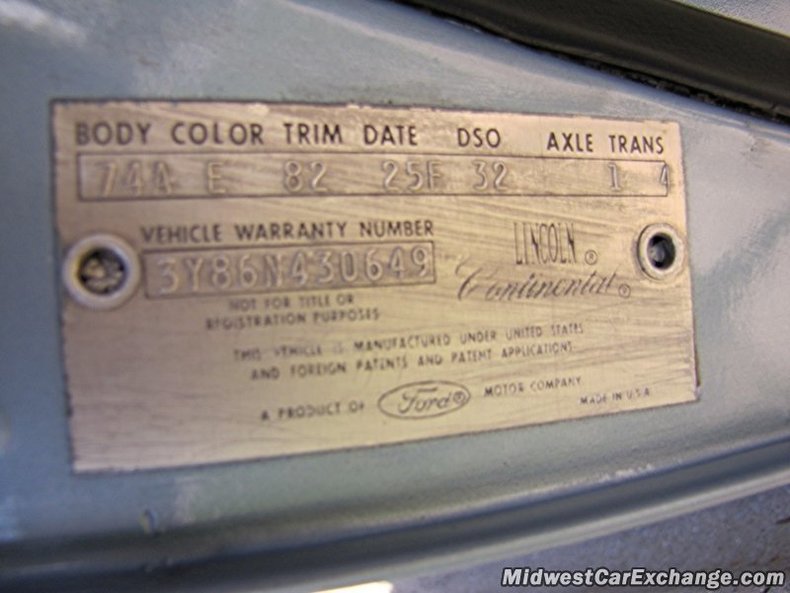 BODY COLOR TRIM DATE DSO AXLE TRANS
74A E 82 25F 32 1 4
VEHICLE WARRANTY NUMBER
3Y86N430649
NOT FOR TITLE OR
REGISTRATION PURPOSES
LINCOLN ®
Continental ®
THIS VEHICLE IS MANUFACTURED UNDER UNITED STATES
AND FOREIGN PATENTS AND PATENT APPLICATIONS
A PRODUCT OF Ford ® MOTOR COMPANY
MADE IN U.S.A.
MidwestCarExchange.com